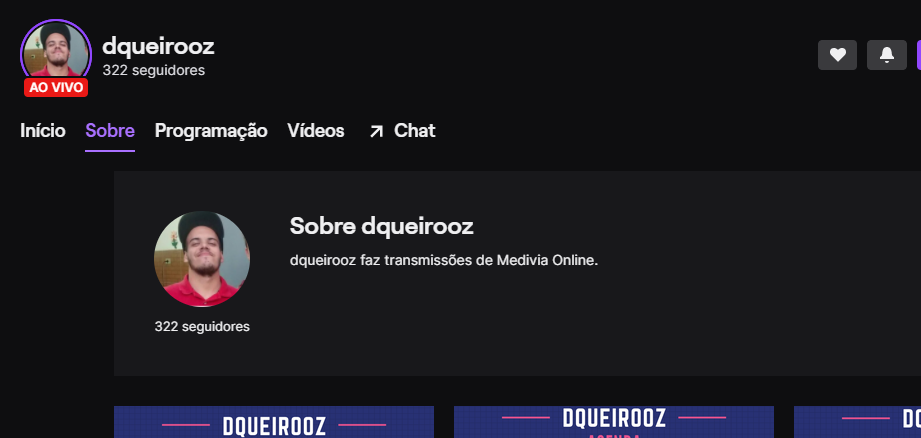 dqueirooz
322 seguidores
AO VIVO
Início Sobre Programação Vídeos Chat
Sobre dqueirooz
dqueirooz faz transmissões de Medivia Online.
322 seguidores
DQUEIROOZ
DQUEIROOZ
AGENDA